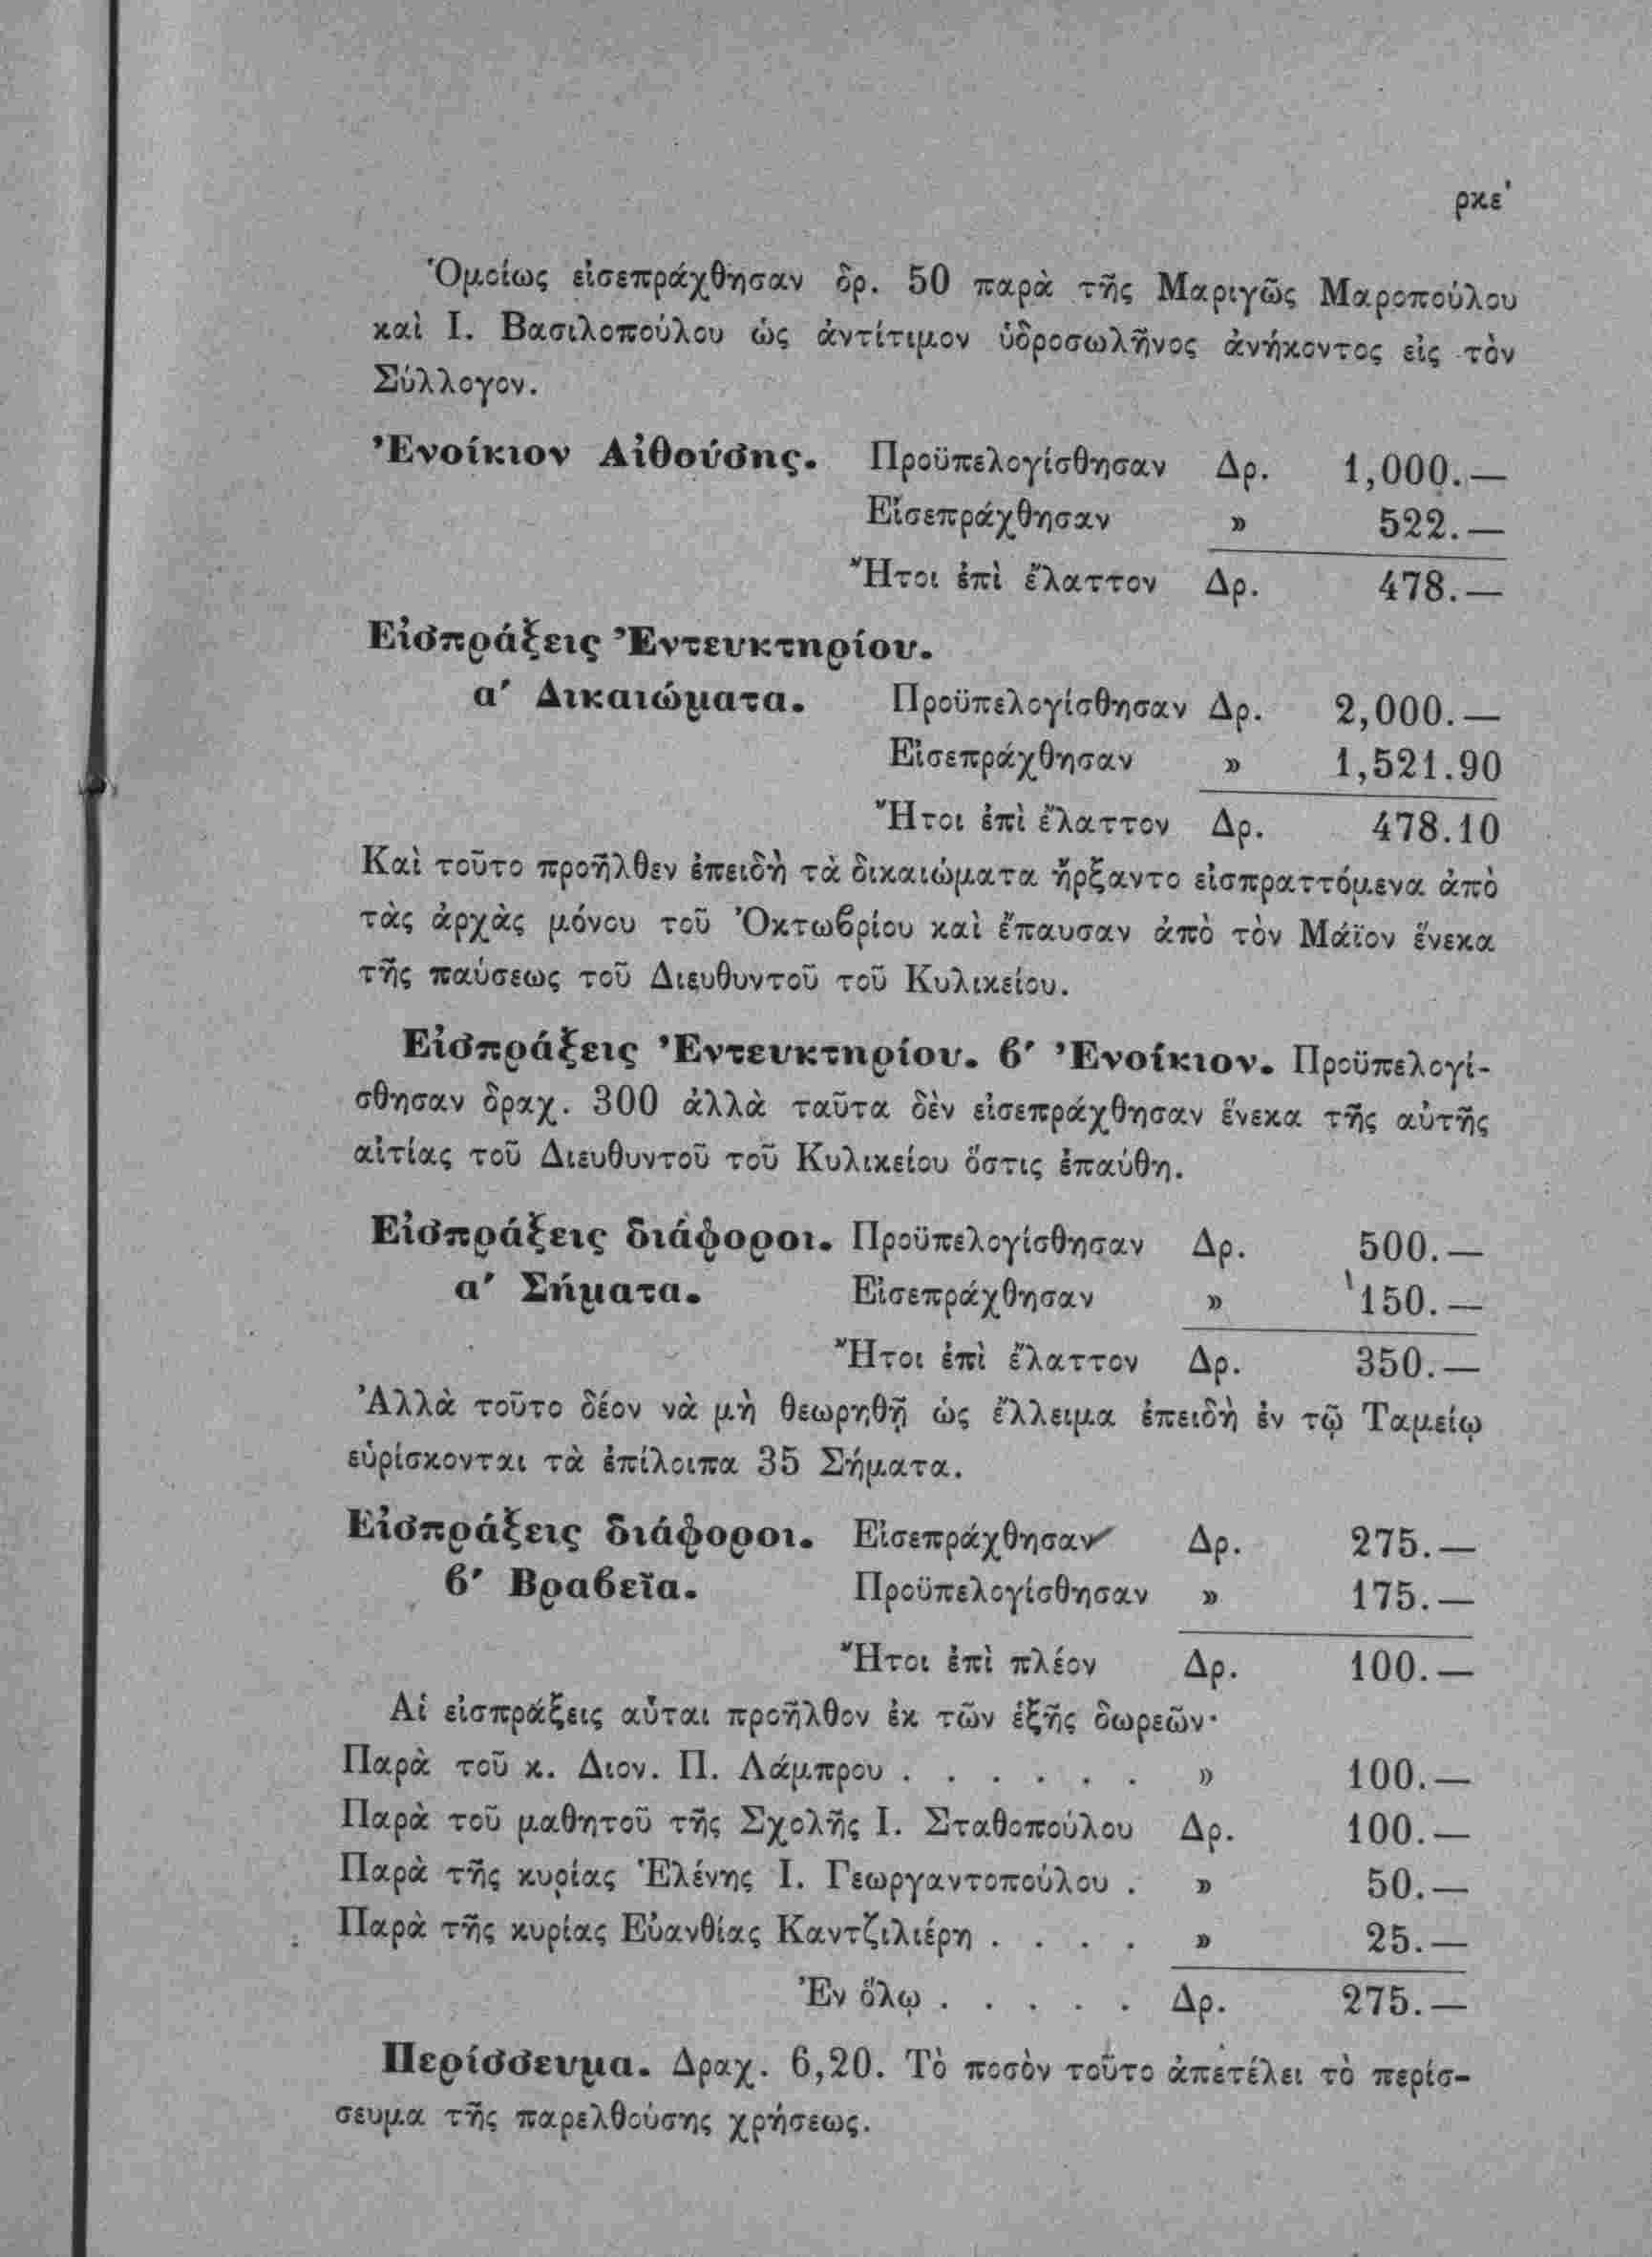 ρκε'
Ὁμοίως εἰσεπράχθησαν δρ. 50 παρὰ τῆς Μαριγῶς Μαροπούλου
καὶ Ι. Βασιλοπούλου ὡς ἀντίτιμον ὑδροσωλῆνος ἀνήκοντος εἰς τὸν
Σύλλογον.
Ἐνοίκιον Αἰθούσης. Προϋπελογίσθησαν Δρ. 1,000.—
Εἰσεπράχθησαν » 522.—
Ἤτοι ἐπὶ ἔλαττον Δρ. 478.—
Εἰσπράξεις Ἐντευκτηρίου.
α' Δικαιώματα. Προϋπελογίσθησαν Δρ. 2,000.—
Εἰσεπράχθησαν » 1,521.90
Ἤτοι ἐπὶ ἔλαττον Δρ. 478.10
Καὶ τοῦτο προῆλθεν ἐπειδὴ τὰ δικαιώματα ἤρξαντο εἰσπραττόμενα ἀπὸ
τὰς ἀρχὰς μόνου τοῦ Ὀκτωβρίου καὶ ἔπαυσαν ἀπὸ τὸν Μάϊον ἕνεκα
τῆς παύσεως τοῦ Διευθυντοῦ τοῦ Κυλικείου.
Εἰσπράξεις Ἐντευκτηρίου. β' Ἐνοίκιον. Προϋπελογί-
σθησαν δραχ. 300 ἀλλὰ ταῦτα δὲν εἰσεπράχθησαν ἕνεκα τῆς αὐτῆς
αἰτίας τοῦ Διευθυντοῦ τοῦ Κυλικείου ὅστις ἐπαύθη.
Εἰσπράξεις διάφοροι. Προϋπελογίσθησαν Δρ. 500.—
α' Σήματα. Εἰσεπράχθησαν » 150.—
Ἤτοι ἐπὶ ἔλαττον Δρ. 350.—
Ἀλλὰ τοῦτο δέον νὰ μὴ θεωρηθῇ ὡς ἔλλειμα ἐπειδὴ ἐν τῷ Ταμείῳ
εὑρίσκονται τὰ ἐπίλοιπα 35 Σήματα.
Εἰσπράξεις διάφοροι. Εἰσεπράχθησαν Δρ. 275.—
β' Βραβεῖα. Προϋπελογίσθησαν » 175.—
Ἤτοι ἐπὶ πλέον Δρ. 100.—
Αἱ εἰσπράξεις αὗται προῆλθον ἐκ τῶν ἑξῆς δωρεῶν·
Παρὰ τοῦ κ. Διον. Π. Λάμπρου . . . . . . » 100.—
Παρὰ τοῦ μαθητοῦ τῆς Σχολῆς Ι. Σταθοπούλου Δρ. 100.—
Παρὰ τῆς κυρίας Ἑλένης Ι. Γεωργαντοπούλου . » 50.—
Παρὰ τῆς κυρίας Εὐανθίας Καντζιλιέρη . . . . » 25.—
Ἐν ὅλῳ . . . . . Δρ. 275.—
Περίσσευμα. Δραχ. 6,20. Τὸ ποσὸν τοῦτο ἀπετέλει τὸ περίσ-
σευμα τῆς παρελθούσης χρήσεως.